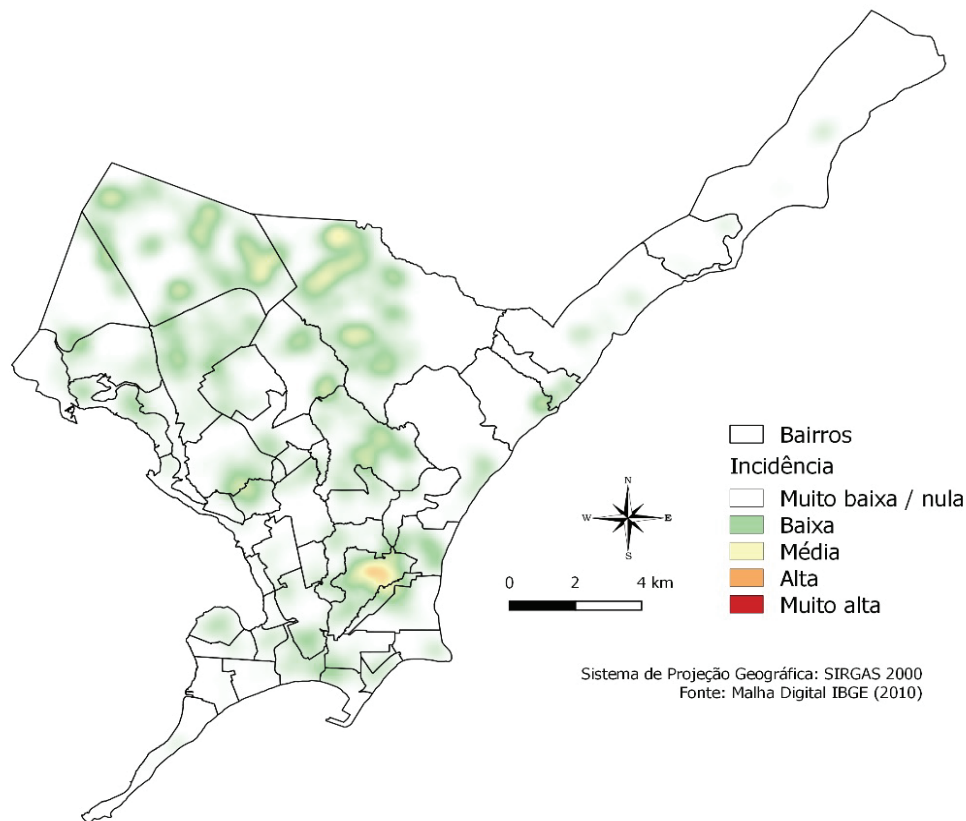 Bairros
Incidência
Muito baixa / nula
Baixa
Média
Alta
Muito alta
N
W E
S
0 2 4 km
Sistema de Projeção Geográfica: SIRGAS 2000
Fonte: Malha Digital IBGE (2010)